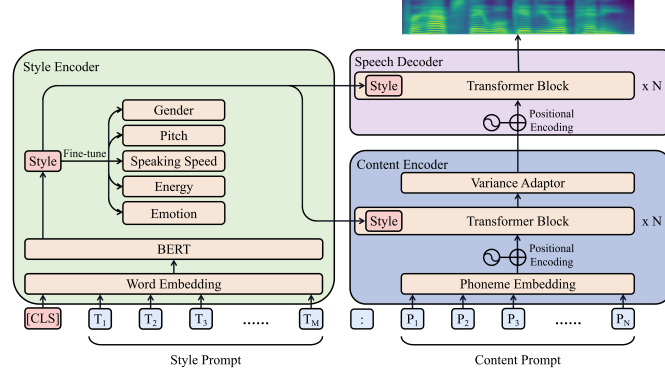 Style Encoder
Style
Fine-tune
Gender
Pitch
Speaking Speed
Energy
Emotion
BERT
Word Embedding
[CLS]
T1
T2
T3
......
TM
Style Prompt
:
Speech Decoder
Style
Transformer Block
x N
Positional
Encoding
Content Encoder
Variance Adaptor
Style
Transformer Block
x N
Positional
Encoding
Phoneme Embedding
P1
P2
P3
......
PN
Content Prompt